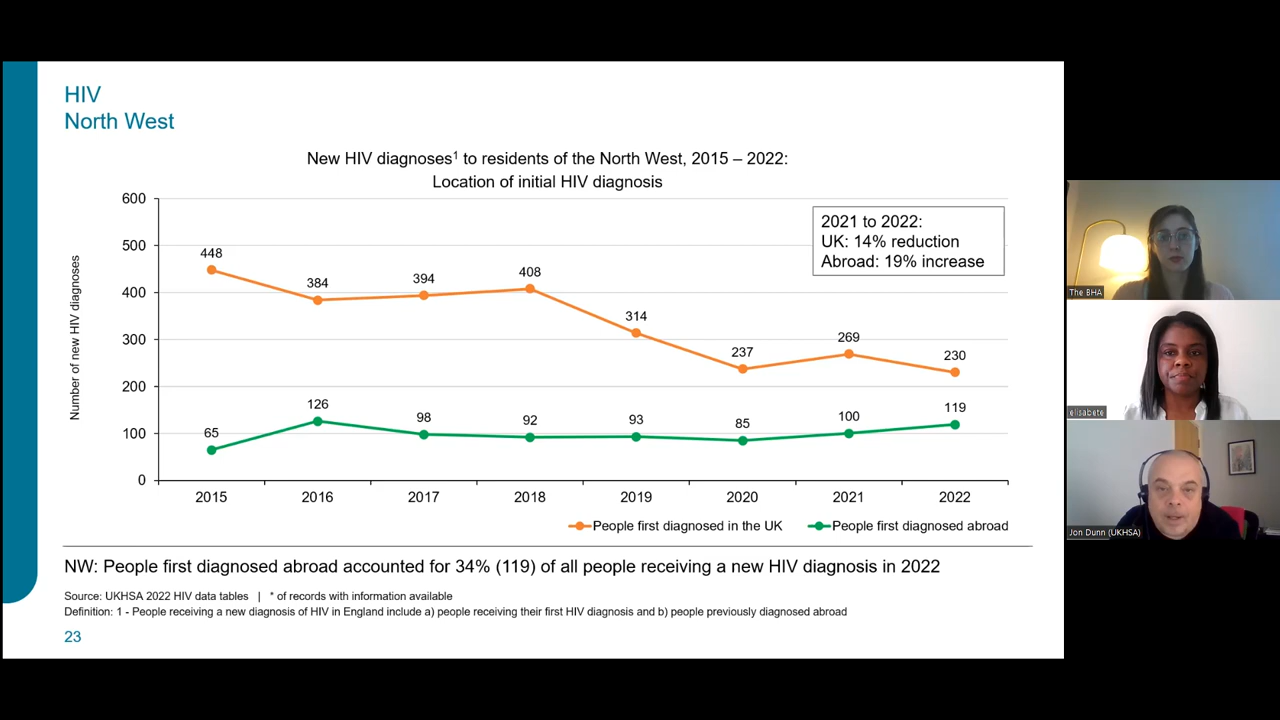 HIV
North West
New HIV diagnoses¹ to residents of the North West, 2015 – 2022:
Location of initial HIV diagnosis
Number of new HIV diagnoses
600
500
400
300
200
100
0
2021 to 2022:
UK: 14% reduction
Abroad: 19% increase
448
384
394
408
314
237
269
230
65
126
98
92
93
85
100
119
2015 2016 2017 2018 2019 2020 2021 2022
People first diagnosed in the UK People first diagnosed abroad
NW: People first diagnosed abroad accounted for 34% (119) of all people receiving a new HIV diagnosis in 2022
Source: UKHSA 2022 HIV data tables | * of records with information available
Definition: 1 - People receiving a new diagnosis of HIV in England include a) people receiving their first HIV diagnosis and b) people previously diagnosed abroad
23
The BHA
elisabete
Jon Dunn (UKHSA)